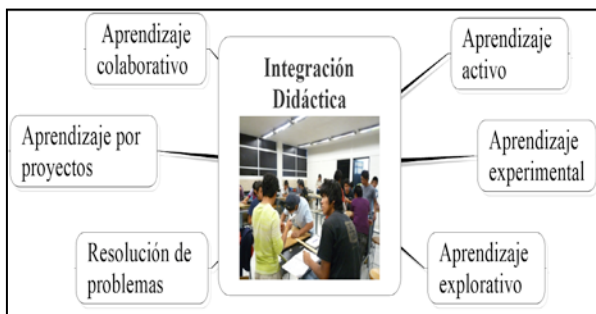 Aprendizaje
colaborativo
Aprendizaje por
proyectos
Resolución de
problemas
Integración
Didáctica
Aprendizaje
activo
Aprendizaje
experimental
Aprendizaje
explorativo